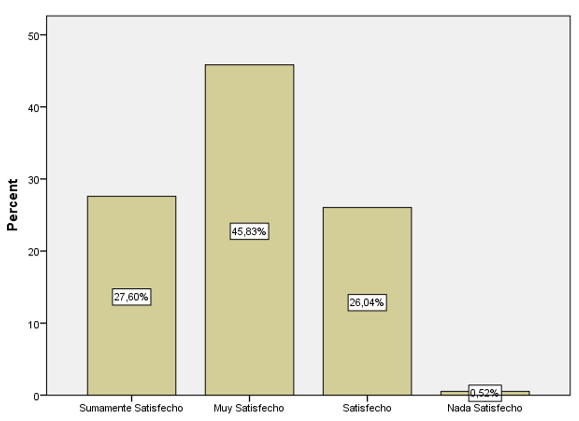 Percent
50
40
30
20
10
0
27,60%
45,83%
26,04%
0,52%
Sumamente Satisfecho
Muy Satisfecho
Satisfecho
Nada Satisfecho